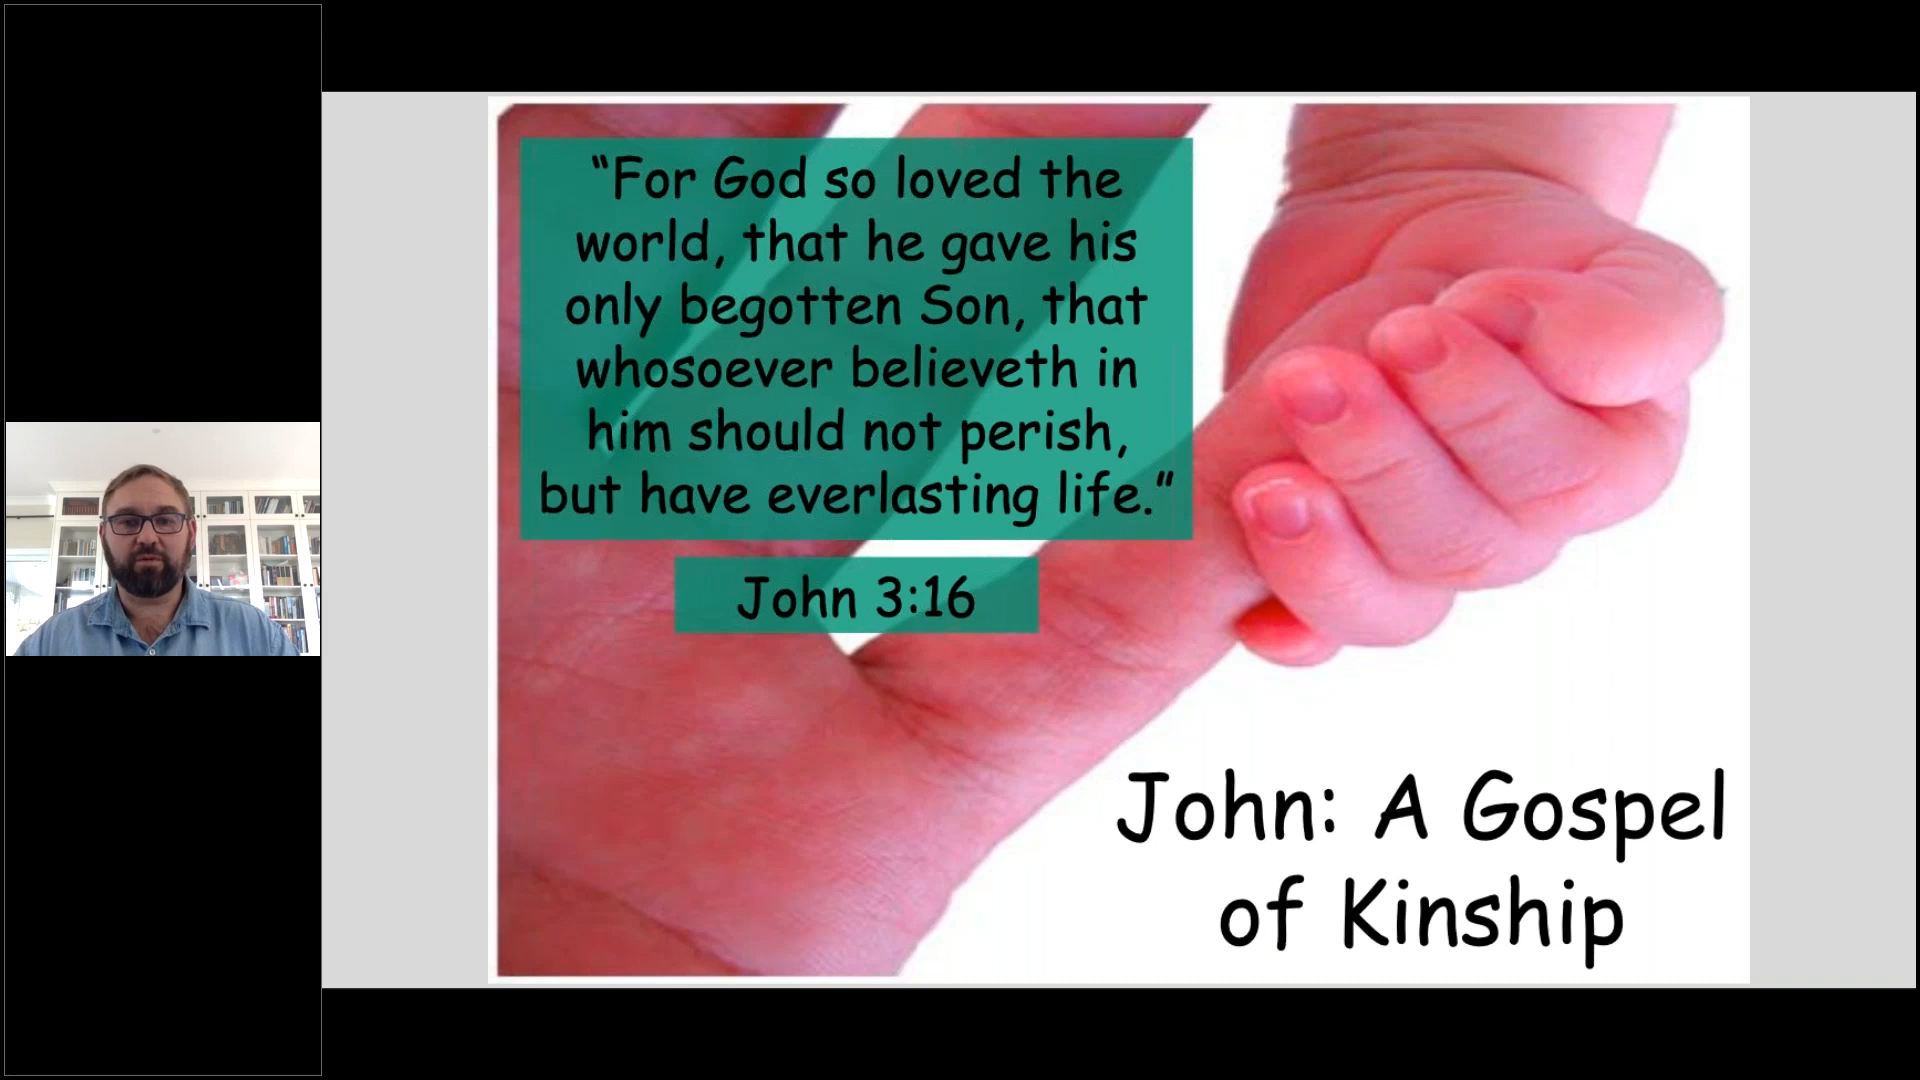 “For God so loved the
world, that he gave his
only begotten Son, that
whosoever believeth in
him should not perish,
but have everlasting life.”
John 3:16
John: A Gospel
of Kinship